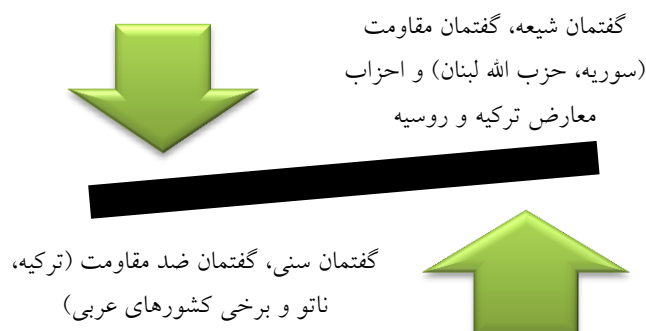 گفتمان شیعه، گفتمان مقاومت
(سوریه، حزب الله لبنان) و احزاب
معارض ترکیه و روسیه
گفتمان سنی، گفتمان ضد مقاومت (ترکیه،
ناتو و برخی کشورهای عربی)